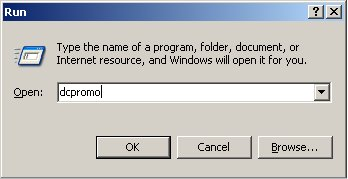 Run
Type the name of a program, folder, document, or
Internet resource, and Windows will open it for you.
Open:
dcpromo
OK
Cancel
Browse...